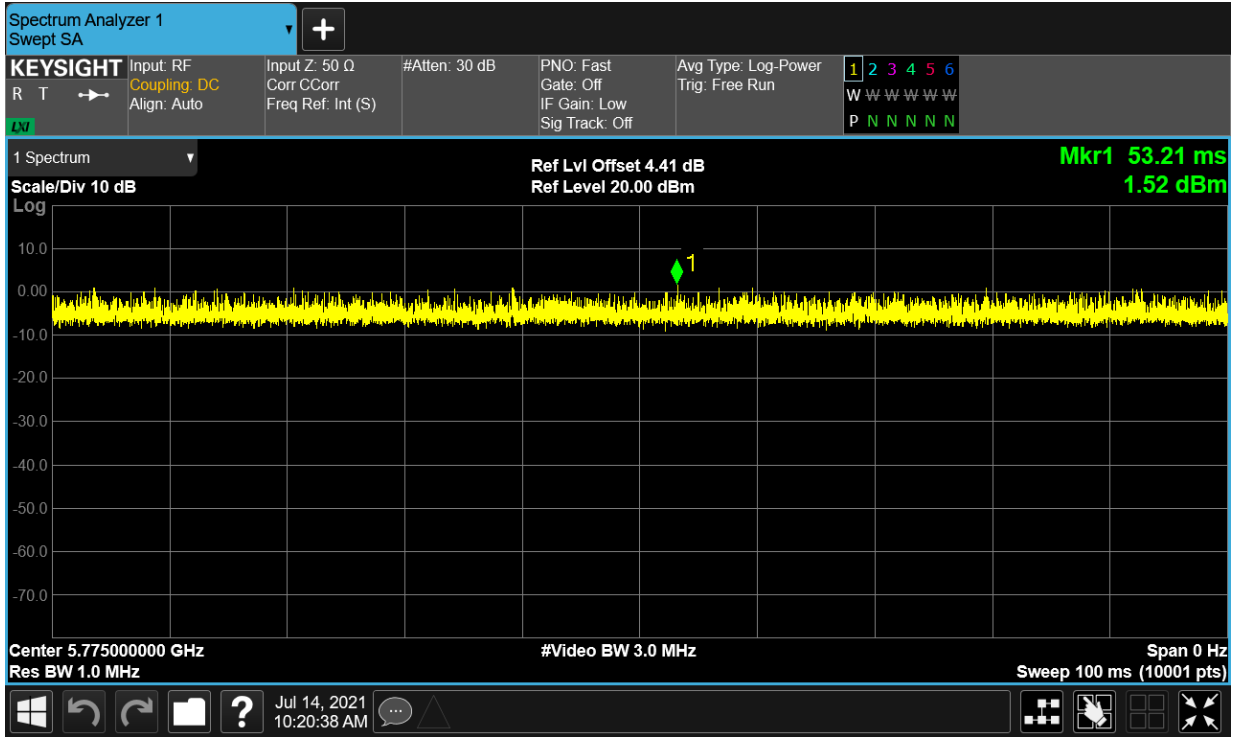 Spectrum Analyzer 1
Swept SA
KEYSIGHT
R T
LXI
Input: RF
Coupling: DC
Align: Auto
Input Z: 50 Ω
Corr CCorr
Freq Ref: Int (S)
#Atten: 30 dB
PNO: Fast
Gate: Off
IF Gain: Low
Sig Track: Off
Avg Type: Log-Power
Trig: Free Run
1 2 3 4 5 6
W W W W W W
P N N N N N
1 Spectrum
Scale/Div 10 dB
Log
Ref Lvl Offset 4.41 dB
Ref Level 20.00 dBm
Mkr1 53.21 ms
1.52 dBm
1
10.0
0.00
-10.0
-20.0
-30.0
-40.0
-50.0
-60.0
-70.0
Center 5.775000000 GHz
Res BW 1.0 MHz
#Video BW 3.0 MHz
Span 0 Hz
Sweep 100 ms (10001 pts)
?
Jul 14, 2021
10:20:38 AM